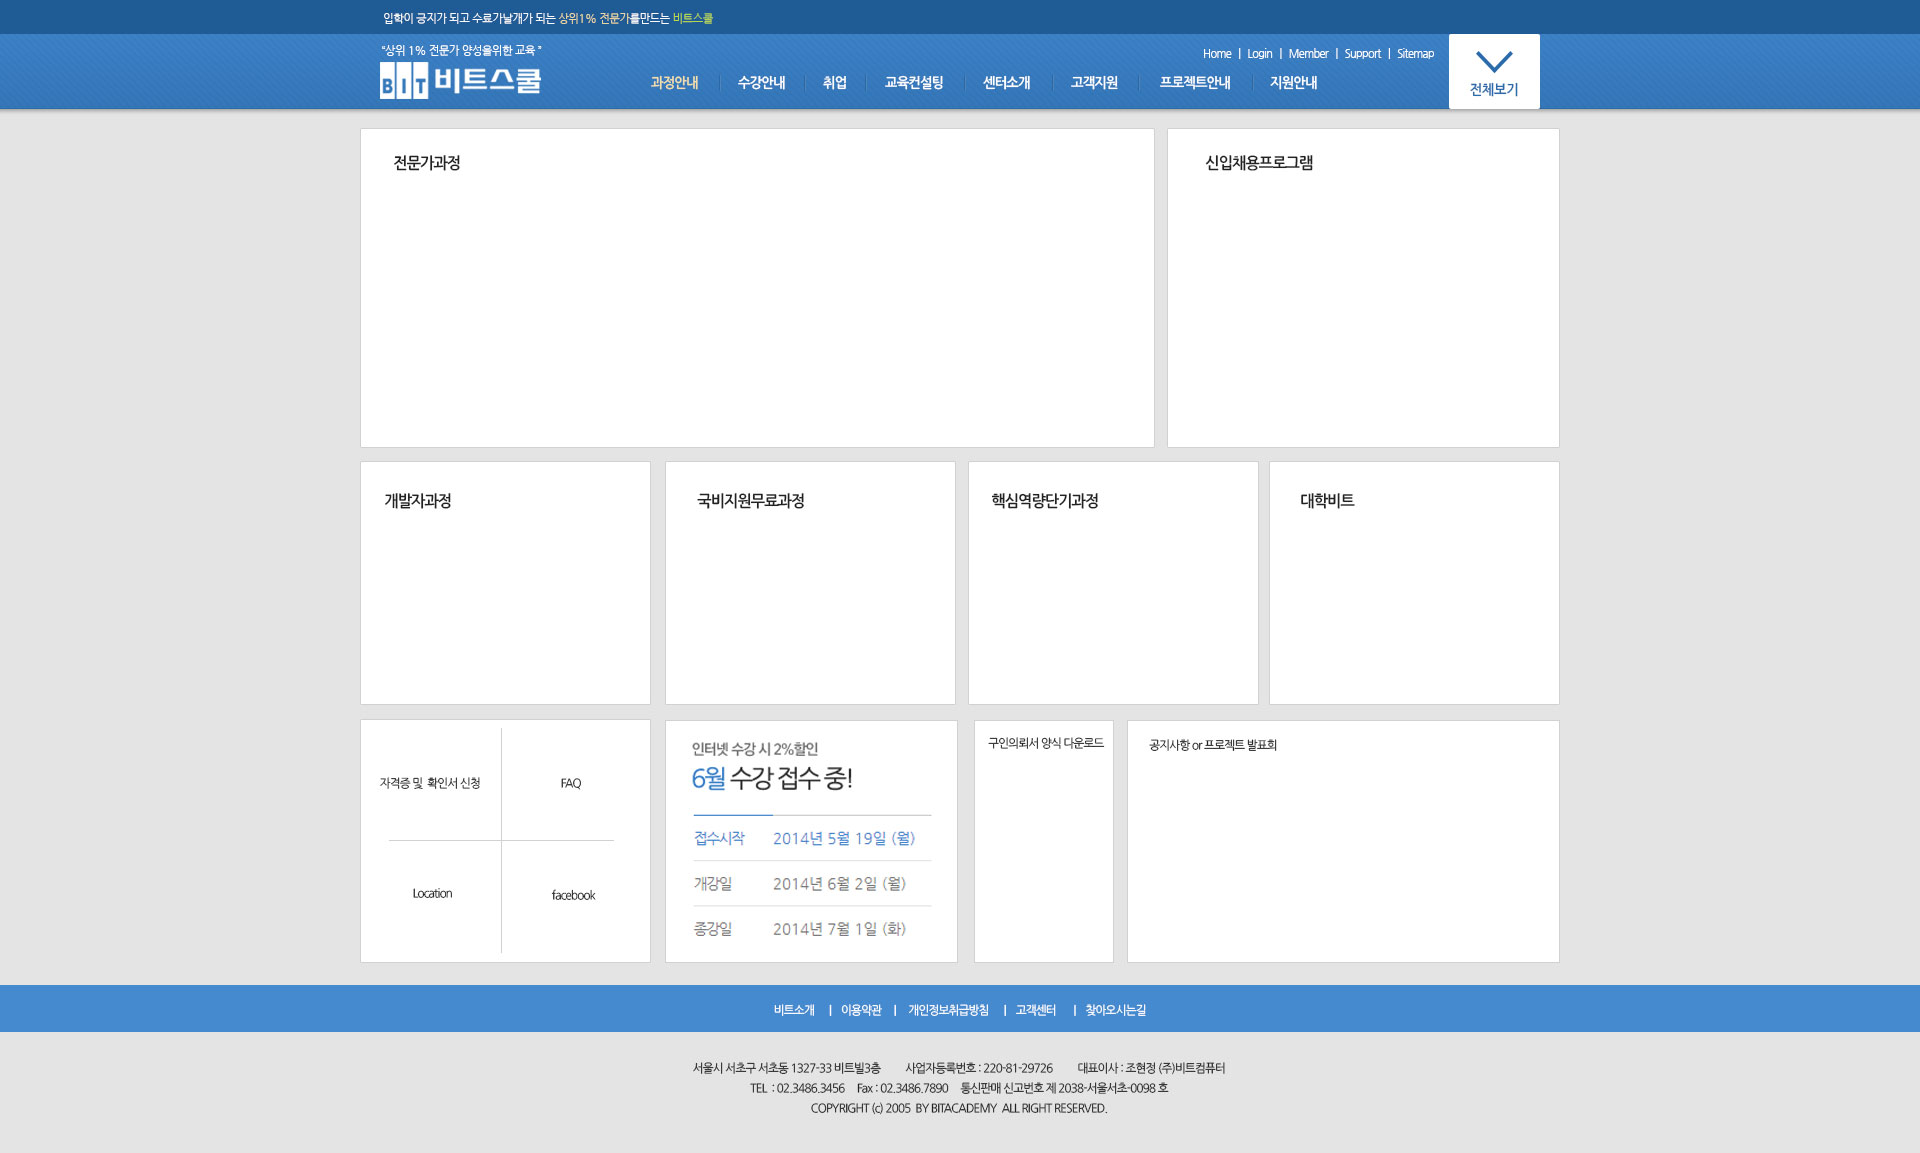 입학이 긍지가 되고 수료가날개가 되는 상위1% 전문가를만드는 비트스쿨
“상위 1% 전문가 양성을위한 교육 ”
Home | Login | Member | Support | Sitemap
BIT 비트스쿨
과정안내 수강안내 취업 교육컨설팅 센터소개 고객지원 프로젝트안내 지원안내
전체보기
전문가과정
신입채용프로그램
개발자과정
국비지원무료과정
핵심역량단기과정
대학비트
자격증 및 확인서 신청
FAQ
Location
facebook
인터넷 수강 시 2%할인
6월 수강 접수 중!
접수시작 2014년 5월 19일 (월)
개강일 2014년 6월 2일 (월)
종강일 2014년 7월 1일 (화)
구인의뢰서 양식 다운로드
공지사항 or 프로젝트 발표회
비트소개 | 이용약관 | 개인정보취급방침 | 고객센터 | 찾아오시는길
서울시 서초구 서초동 1327-33 비트빌3층 사업자등록번호 : 220-81-29726 대표이사 : 조현정 (주)비트컴퓨터
TEL : 02.3486.3456 Fax : 02.3486.7890 통신판매 신고번호 제 2038-서울서초-0098 호
COPYRIGHT (c) 2005 BY BITACADEMY ALL RIGHT RESERVED.